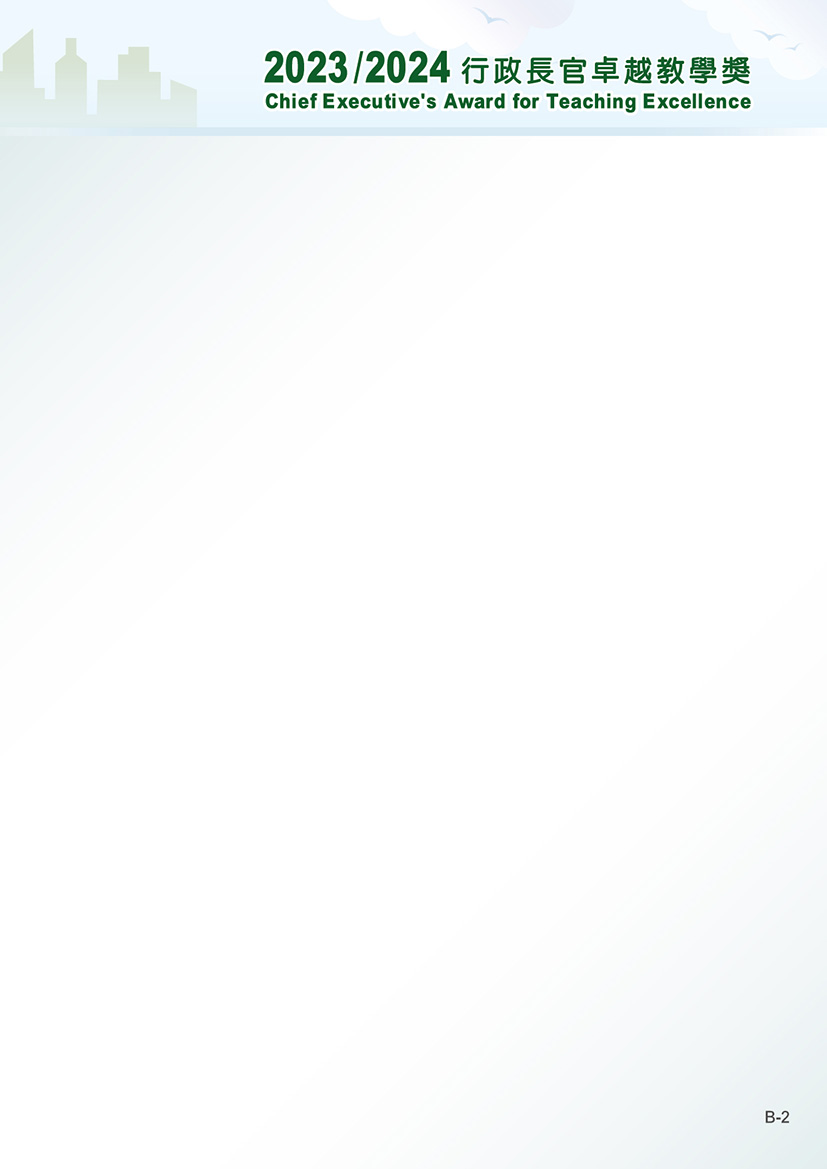 2023/2024 行政長官卓越教學獎
Chief Executive's Award for Teaching Excellence
B-2